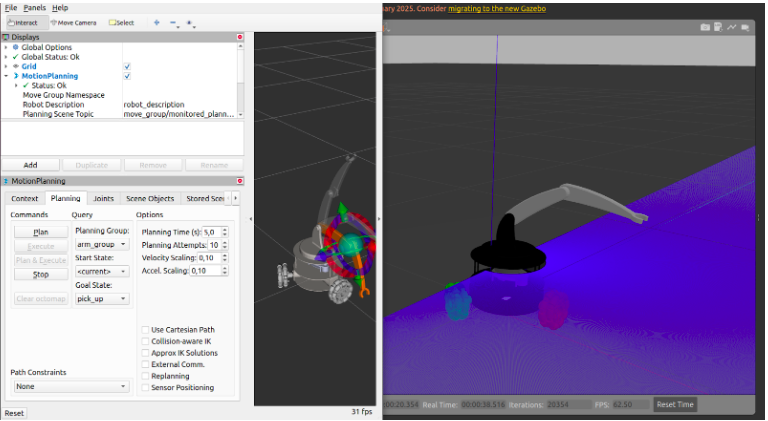 File Panels Help
Interact Move Camera Select
ary 2025. Consider migrating to the new Gazebo
Displays
Global Options
Global Status: Ok
Grid
MotionPlanning
Status: Ok
Move Group Namespace
Robot Description robot_description
Planning Scene Topic move_group/monitored_plann...
Add Duplicate Remove Rename
MotionPlanning
Context Planning Joints Scene Objects Stored Scen
Commands Query Options
Plan Planning Group: Planning Time (s): 5,0
Execute arm_group Planning Attempts: 10
Plan & Execute Start State: Velocity Scaling: 0,10
Stop <current> Accel. Scaling: 0,10
Goal State:
Clear octomap pick_up
Use Cartesian Path
Collision-aware IK
Approx IK Solutions
External Comm.
Replanning
Sensor Positioning
Path Constraints
None
Reset 31 fps
00:00:20.354 Real Time: 00:00:38.516 Iterations: 20354 FPS: 62.50 Reset Time